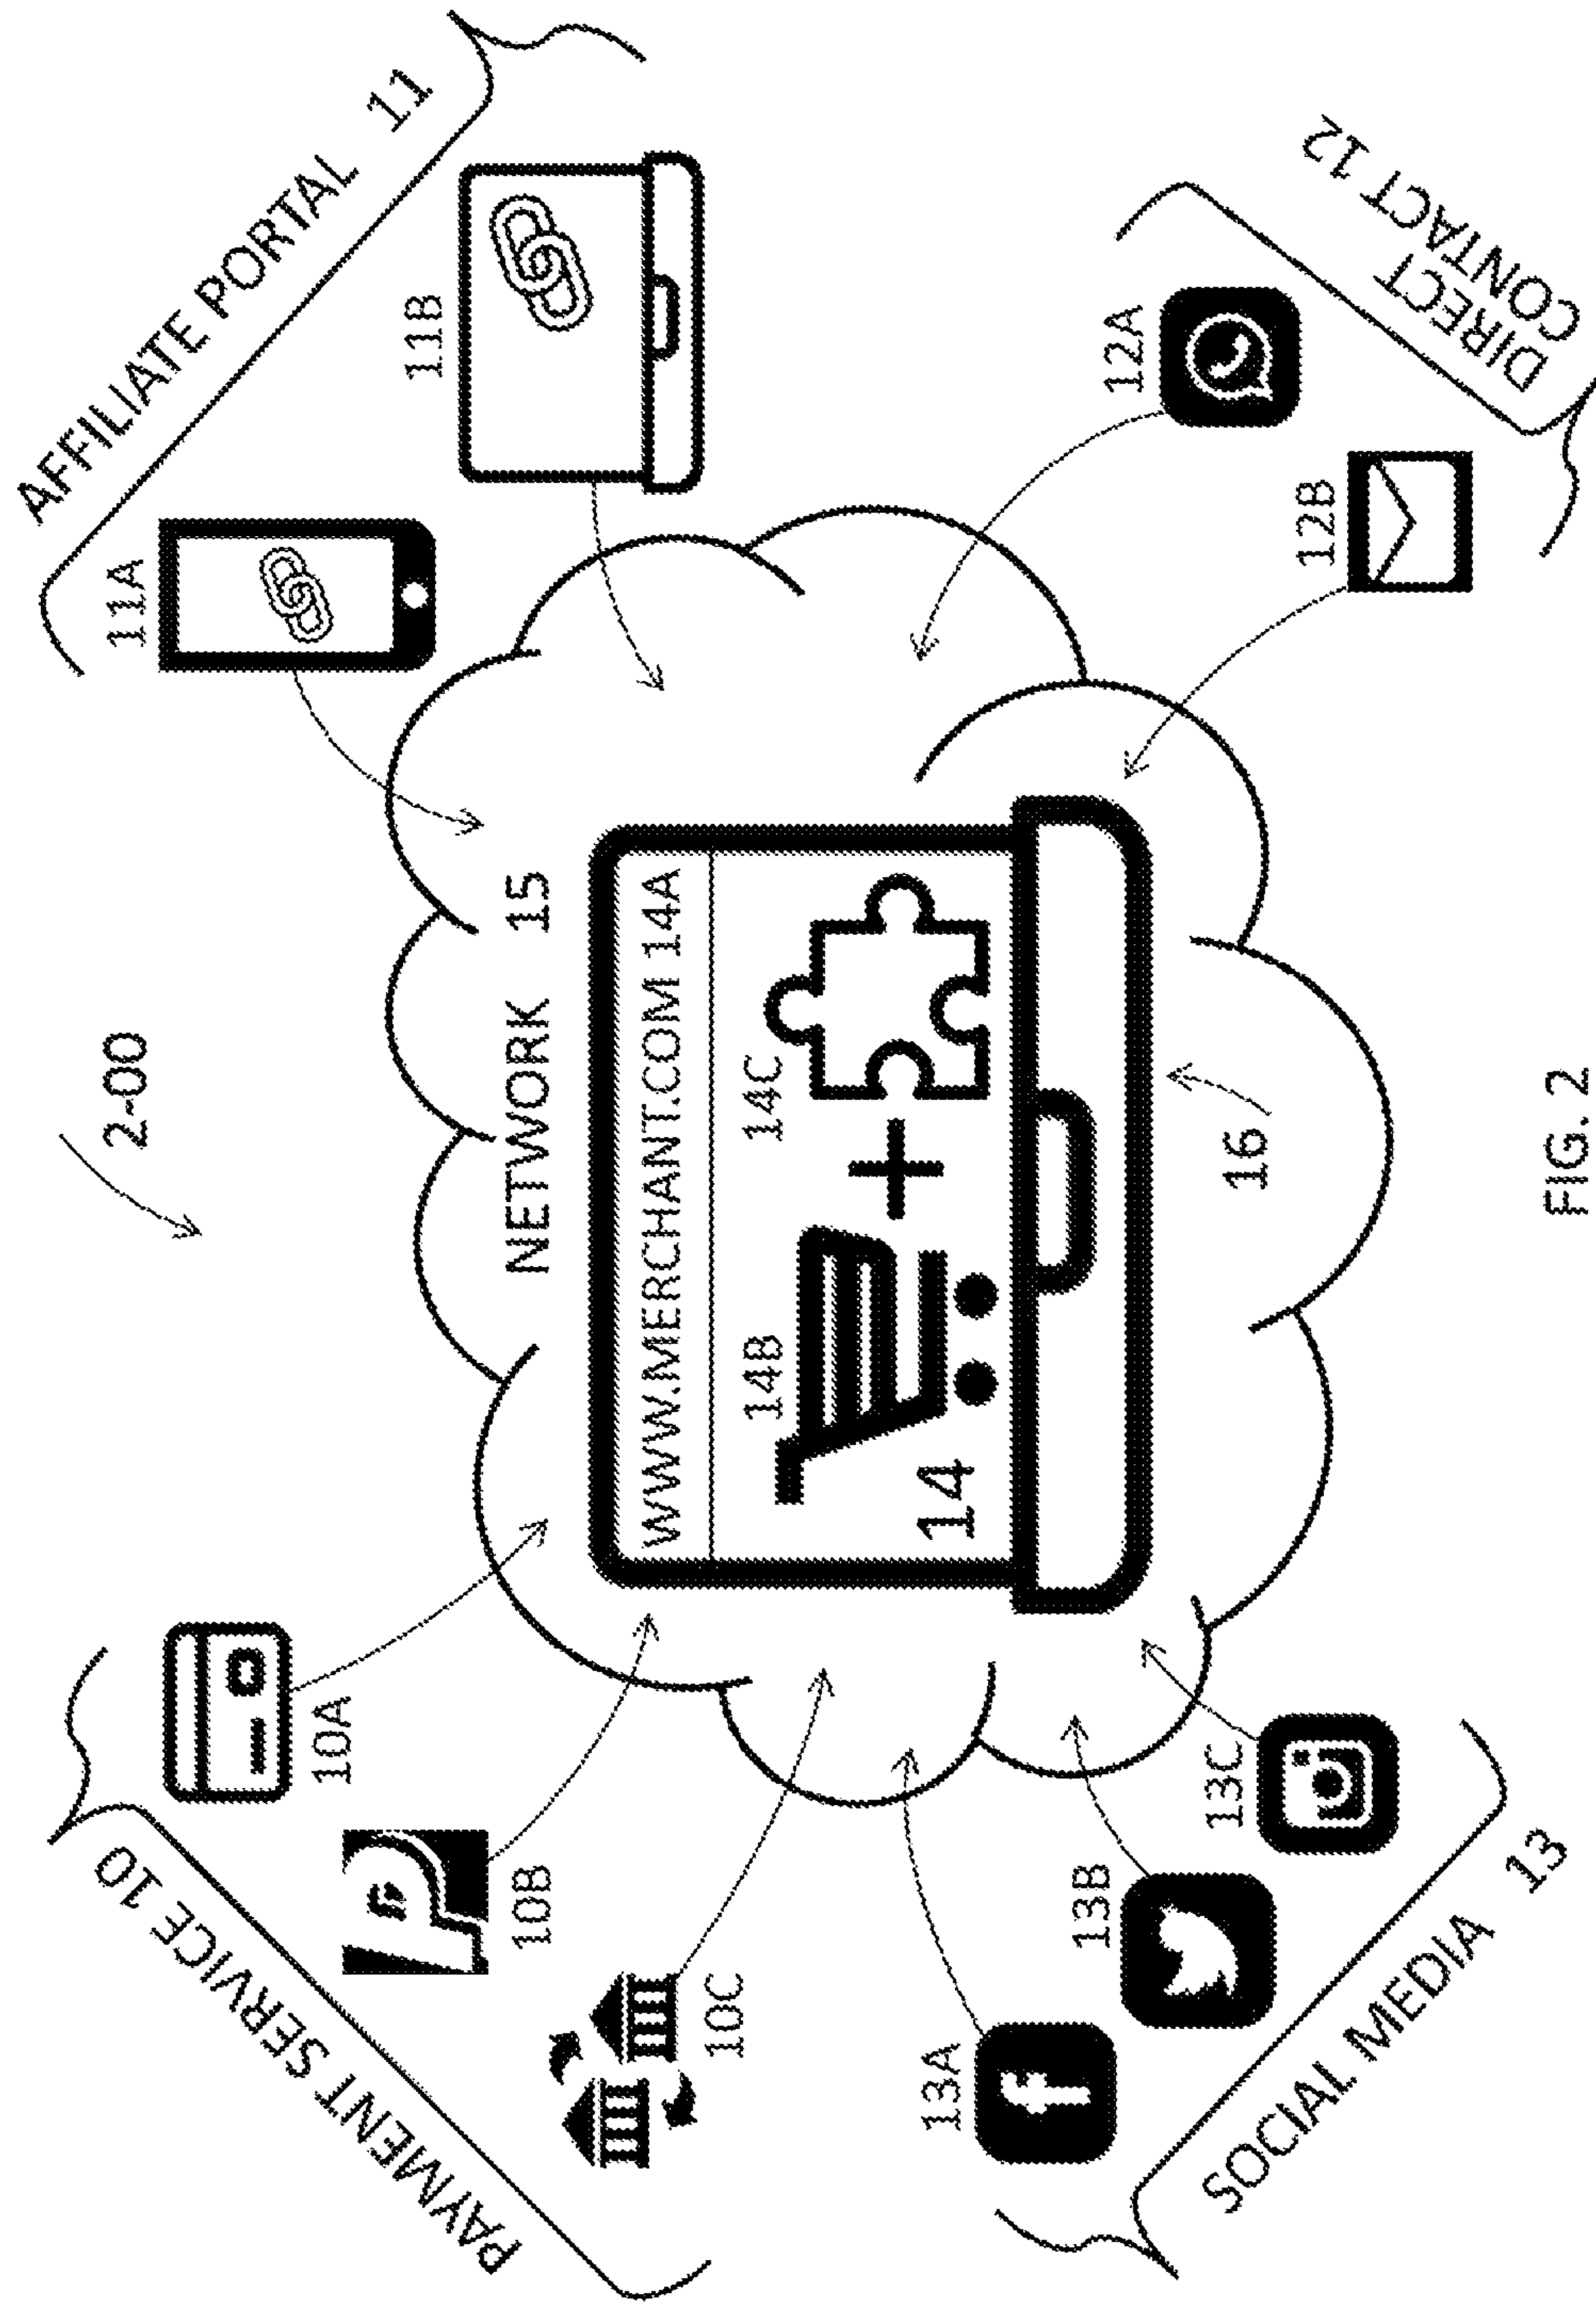 2-00
PAYMENT SERVICE 10
10A
10B
10C
AFFILIATE PORTAL 11
11A
11B
NETWORK 15
WWW.MERCHANT.COM 14A
14B
14C
14
16
13A
13B
13C
SOCIAL MEDIA 13
12A
12B
DIRECT
CONTACT 12
FIG. 2